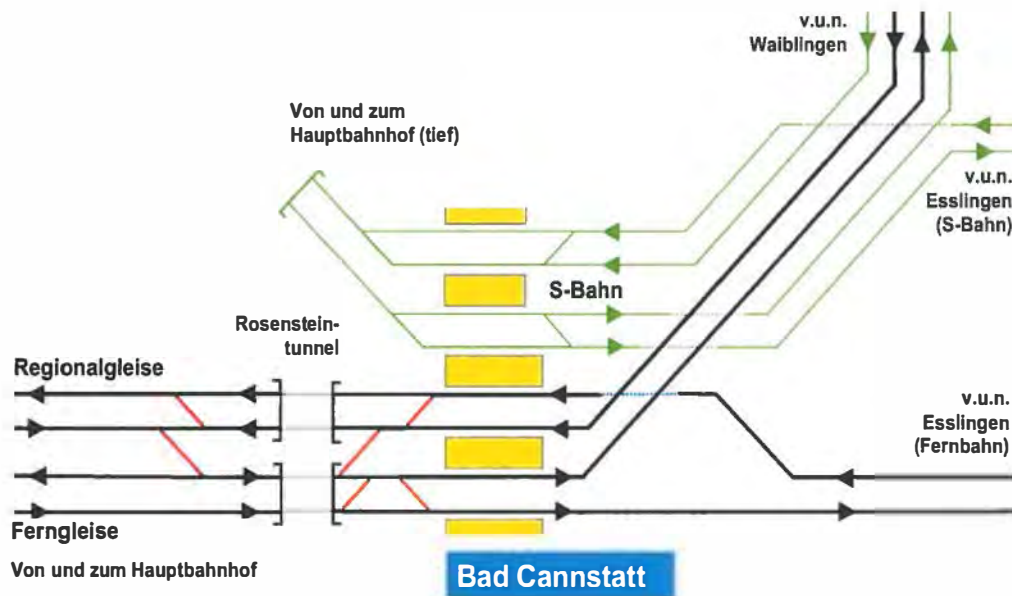 v.u.n.
Waiblingen
Von und zum
Hauptbahnhof (tief)
v.u.n.
Esslingen
(S-Bahn)
S-Bahn
Rosenstein-
tunnel
Regionalgleise
v.u.n.
Esslingen
(Fernbahn)
Ferngleise
Von und zum Hauptbahnhof
Bad Cannstatt